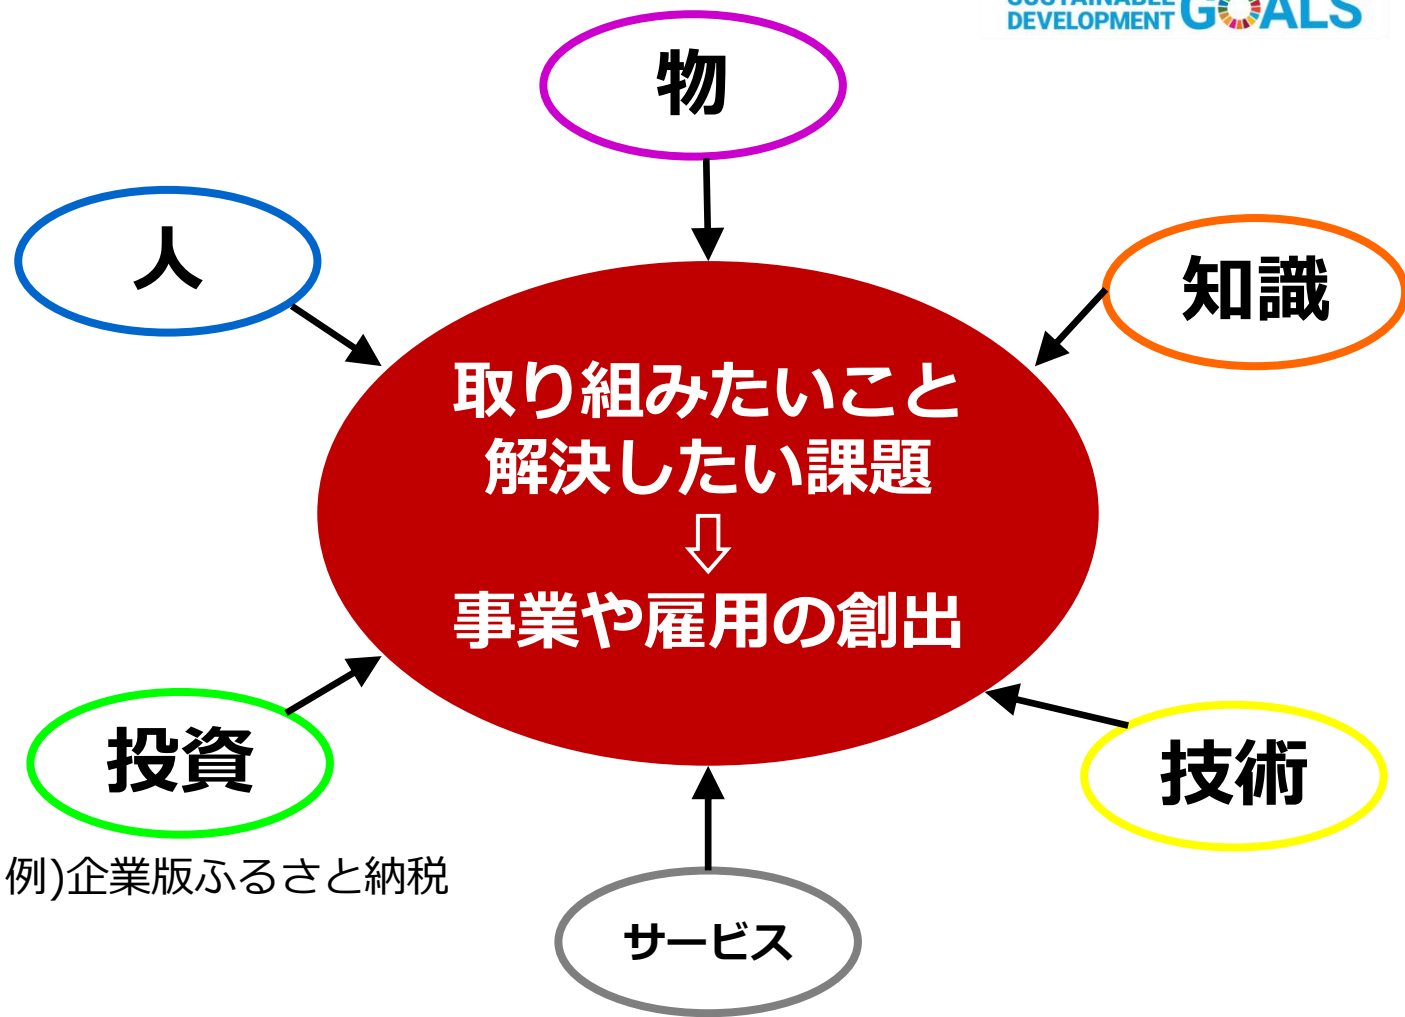 SUSTAINABLE
DEVELOPMENT GOALS
物
人
知識
取り組みたいこと
解決したい課題
⇩
事業や雇用の創出
投資
技術
例)企業版ふるさと納税
サービス